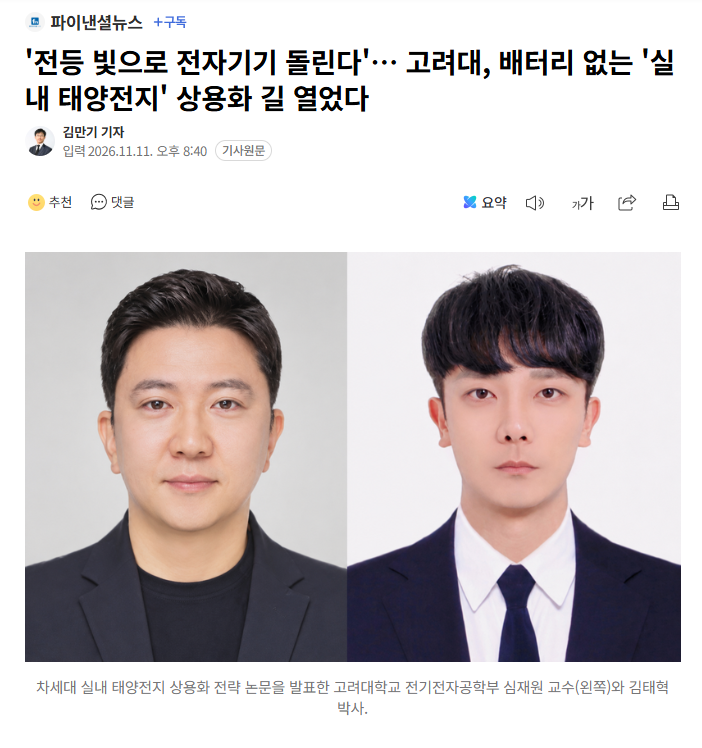 파이낸셜뉴스 +구독
'전등 빛으로 전자기기 돌린다'… 고려대, 배터리 없는 '실
내 태양전지' 상용화 길 열었다
김만기 기자
입력 2026.11.11. 오후 8:40 기사원문
추천 댓글 요약 가가
차세대 실내 태양전지 상용화 전략 논문을 발표한 고려대학교 전기전자공학부 심재원 교수(왼쪽)와 김태혁
박사.